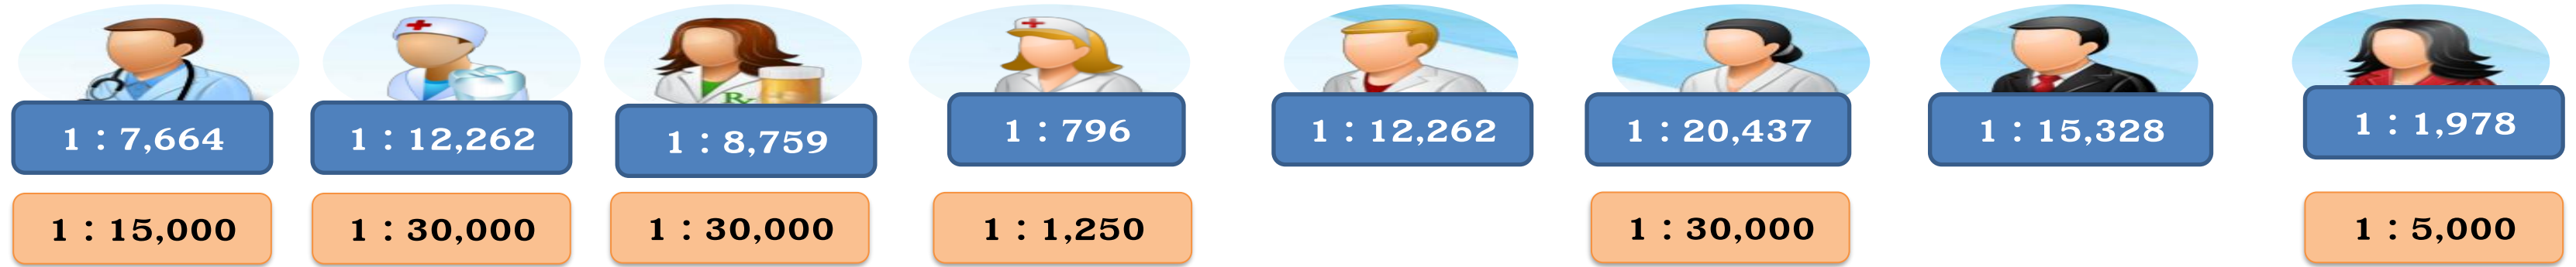 1 : 7,664
1 : 12,262
1 : 8,759
1 : 796
1 : 12,262
1 : 20,437
1 : 15,328
1 : 1,978
1 : 15,000
1 : 30,000
1 : 30,000
1 : 1,250
1 : 30,000
1 : 5,000